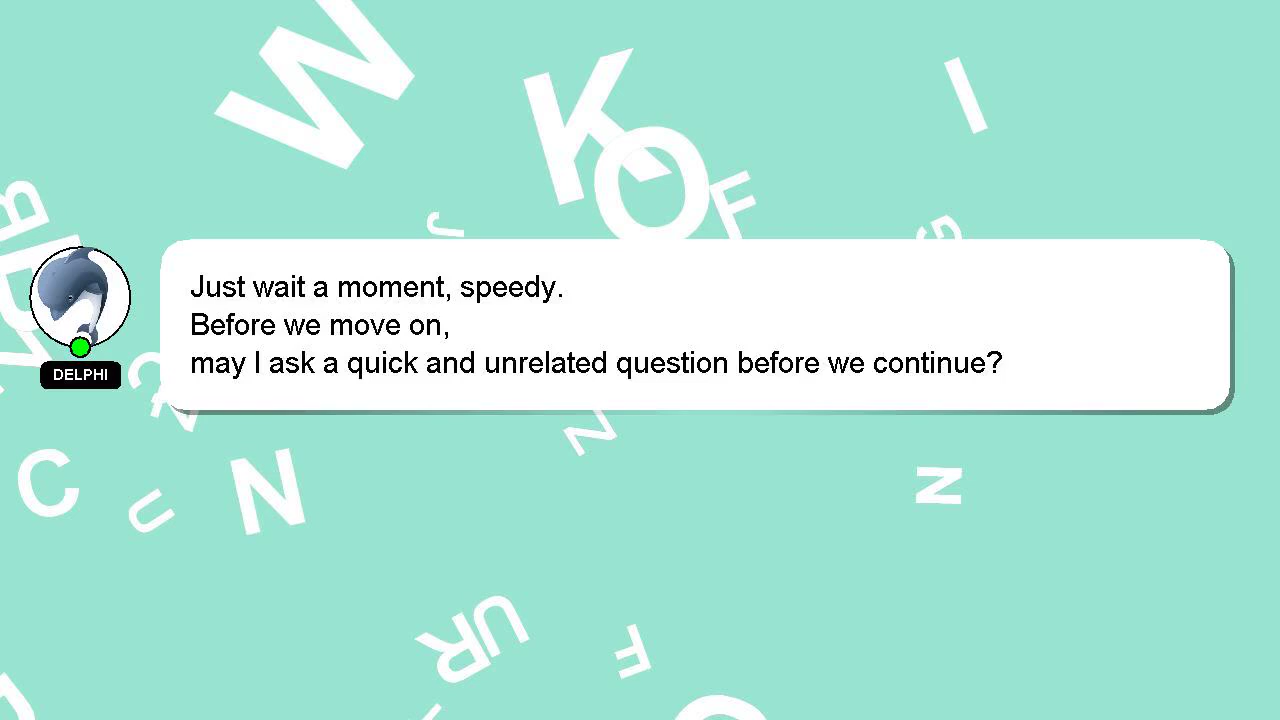 Just wait a moment, speedy.
Before we move on,
may I ask a quick and unrelated question before we continue?
DELPHI
W
K
O
F
I
J
G
B
C
U
N
Z
N
U
R
F